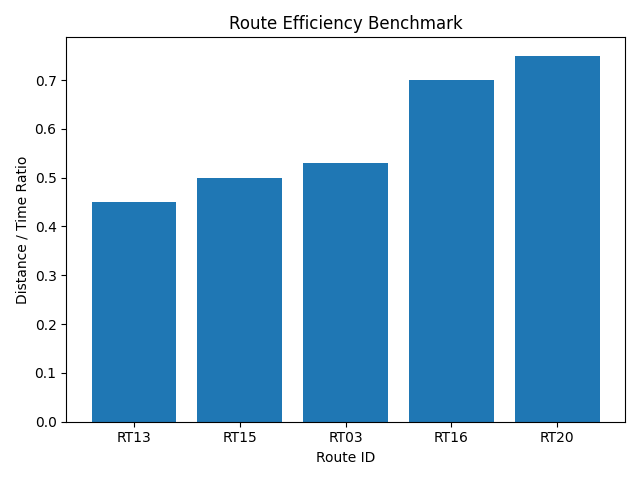 Route Efficiency Benchmark
Distance / Time Ratio
0.7
0.6
0.5
0.4
0.3
0.2
0.1
0.0
RT13 RT15 RT03 RT16 RT20
Route ID